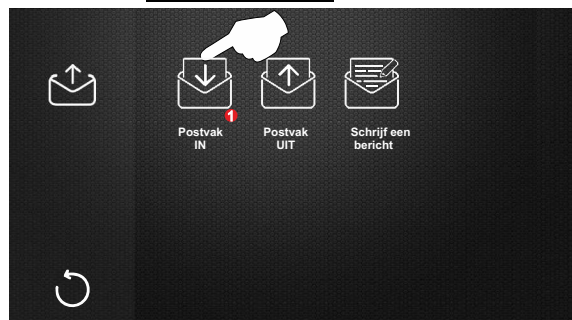 1
Postvak
IN
Postvak
UIT
Schrijf een
bericht